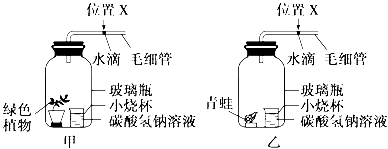 位置X
水滴 毛细管
玻璃瓶
绿色植物
小烧杯
碳酸氢钠溶液
甲
位置X
水滴 毛细管
玻璃瓶
青蛙
小烧杯
碳酸氢钠溶液
乙